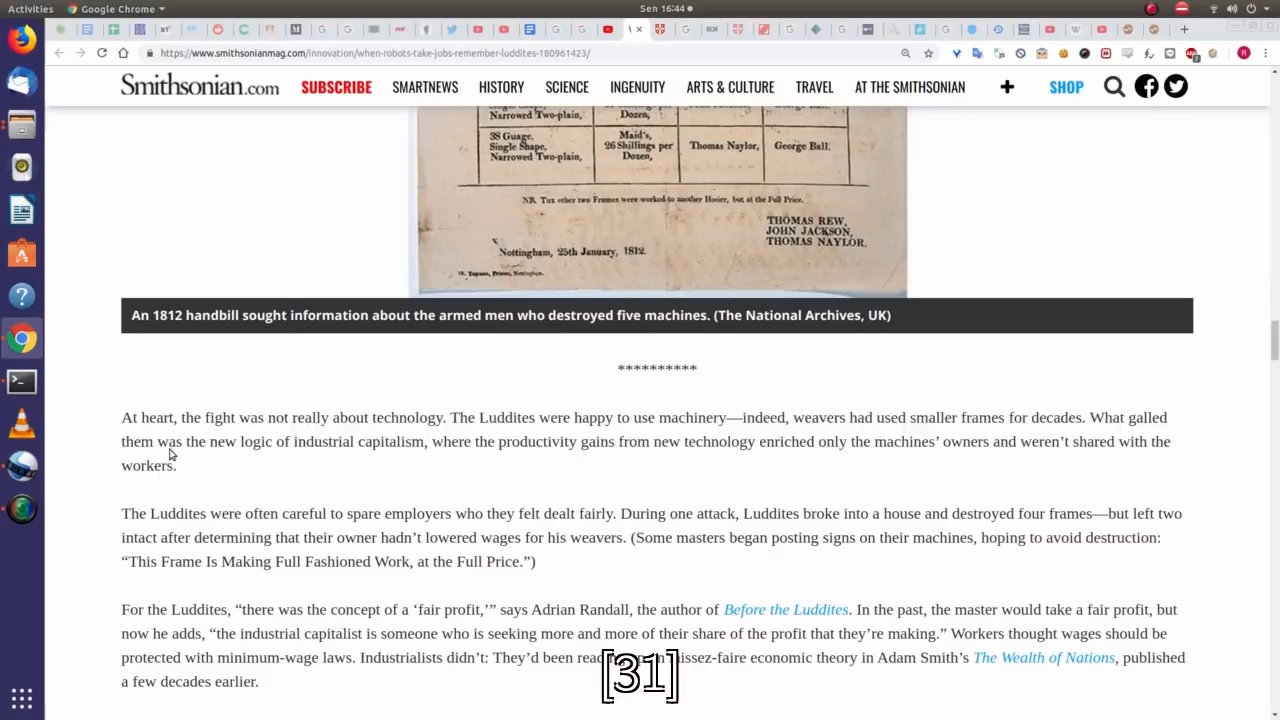 Activities
Google Chrome
Sen 16:44
https://www.smithsonianmag.com/innovation/when-robots-take-jobs-remember-luddites-180961423/
Smithsonian.com
SUBSCRIBE
SMARTNEWS
HISTORY
SCIENCE
INGENUITY
ARTS & CULTURE
TRAVEL
AT THE SMITHSONIAN
SHOP
Narrowed Two-plain,
Dozen,
38 Guage.
Single Shape,
Narrowed Two-plain,
Maid's,
26 Shillings per
Dozen,
Thomas Naylor,
George Ball.
NB. THE other two Frames were worked to another Hosier, but at the Full Price.
THOMAS REW,
JOHN JACKSON,
THOMAS NAYLOR.
Nottingham, 25th January, 1812.
An 1812 handbill sought information about the armed men who destroyed five machines. (The National Archives, UK)
**********
At heart, the fight was not really about technology. The Luddites were happy to use machinery—indeed, weavers had used smaller frames for decades. What galled
them was the new logic of industrial capitalism, where the productivity gains from new technology enriched only the machines’ owners and weren’t shared with the
workers.
The Luddites were often careful to spare employers who they felt dealt fairly. During one attack, Luddites broke into a house and destroyed four frames—but left two
intact after determining that their owner hadn’t lowered wages for his weavers. (Some masters began posting signs on their machines, hoping to avoid destruction:
“This Frame Is Making Full Fashioned Work, at the Full Price.”)
For the Luddites, “there was the concept of a ‘fair profit,’” says Adrian Randall, the author of Before the Luddites. In the past, the master would take a fair profit, but
now he adds, “the industrial capitalist is someone who is seeking more and more of their share of the profit that they’re making.” Workers thought wages should be
protected with minimum-wage laws. Industrialists didn’t: They’d been laissez-faire economic theory in Adam Smith’s The Wealth of Nations, published
a few decades earlier.
[31]